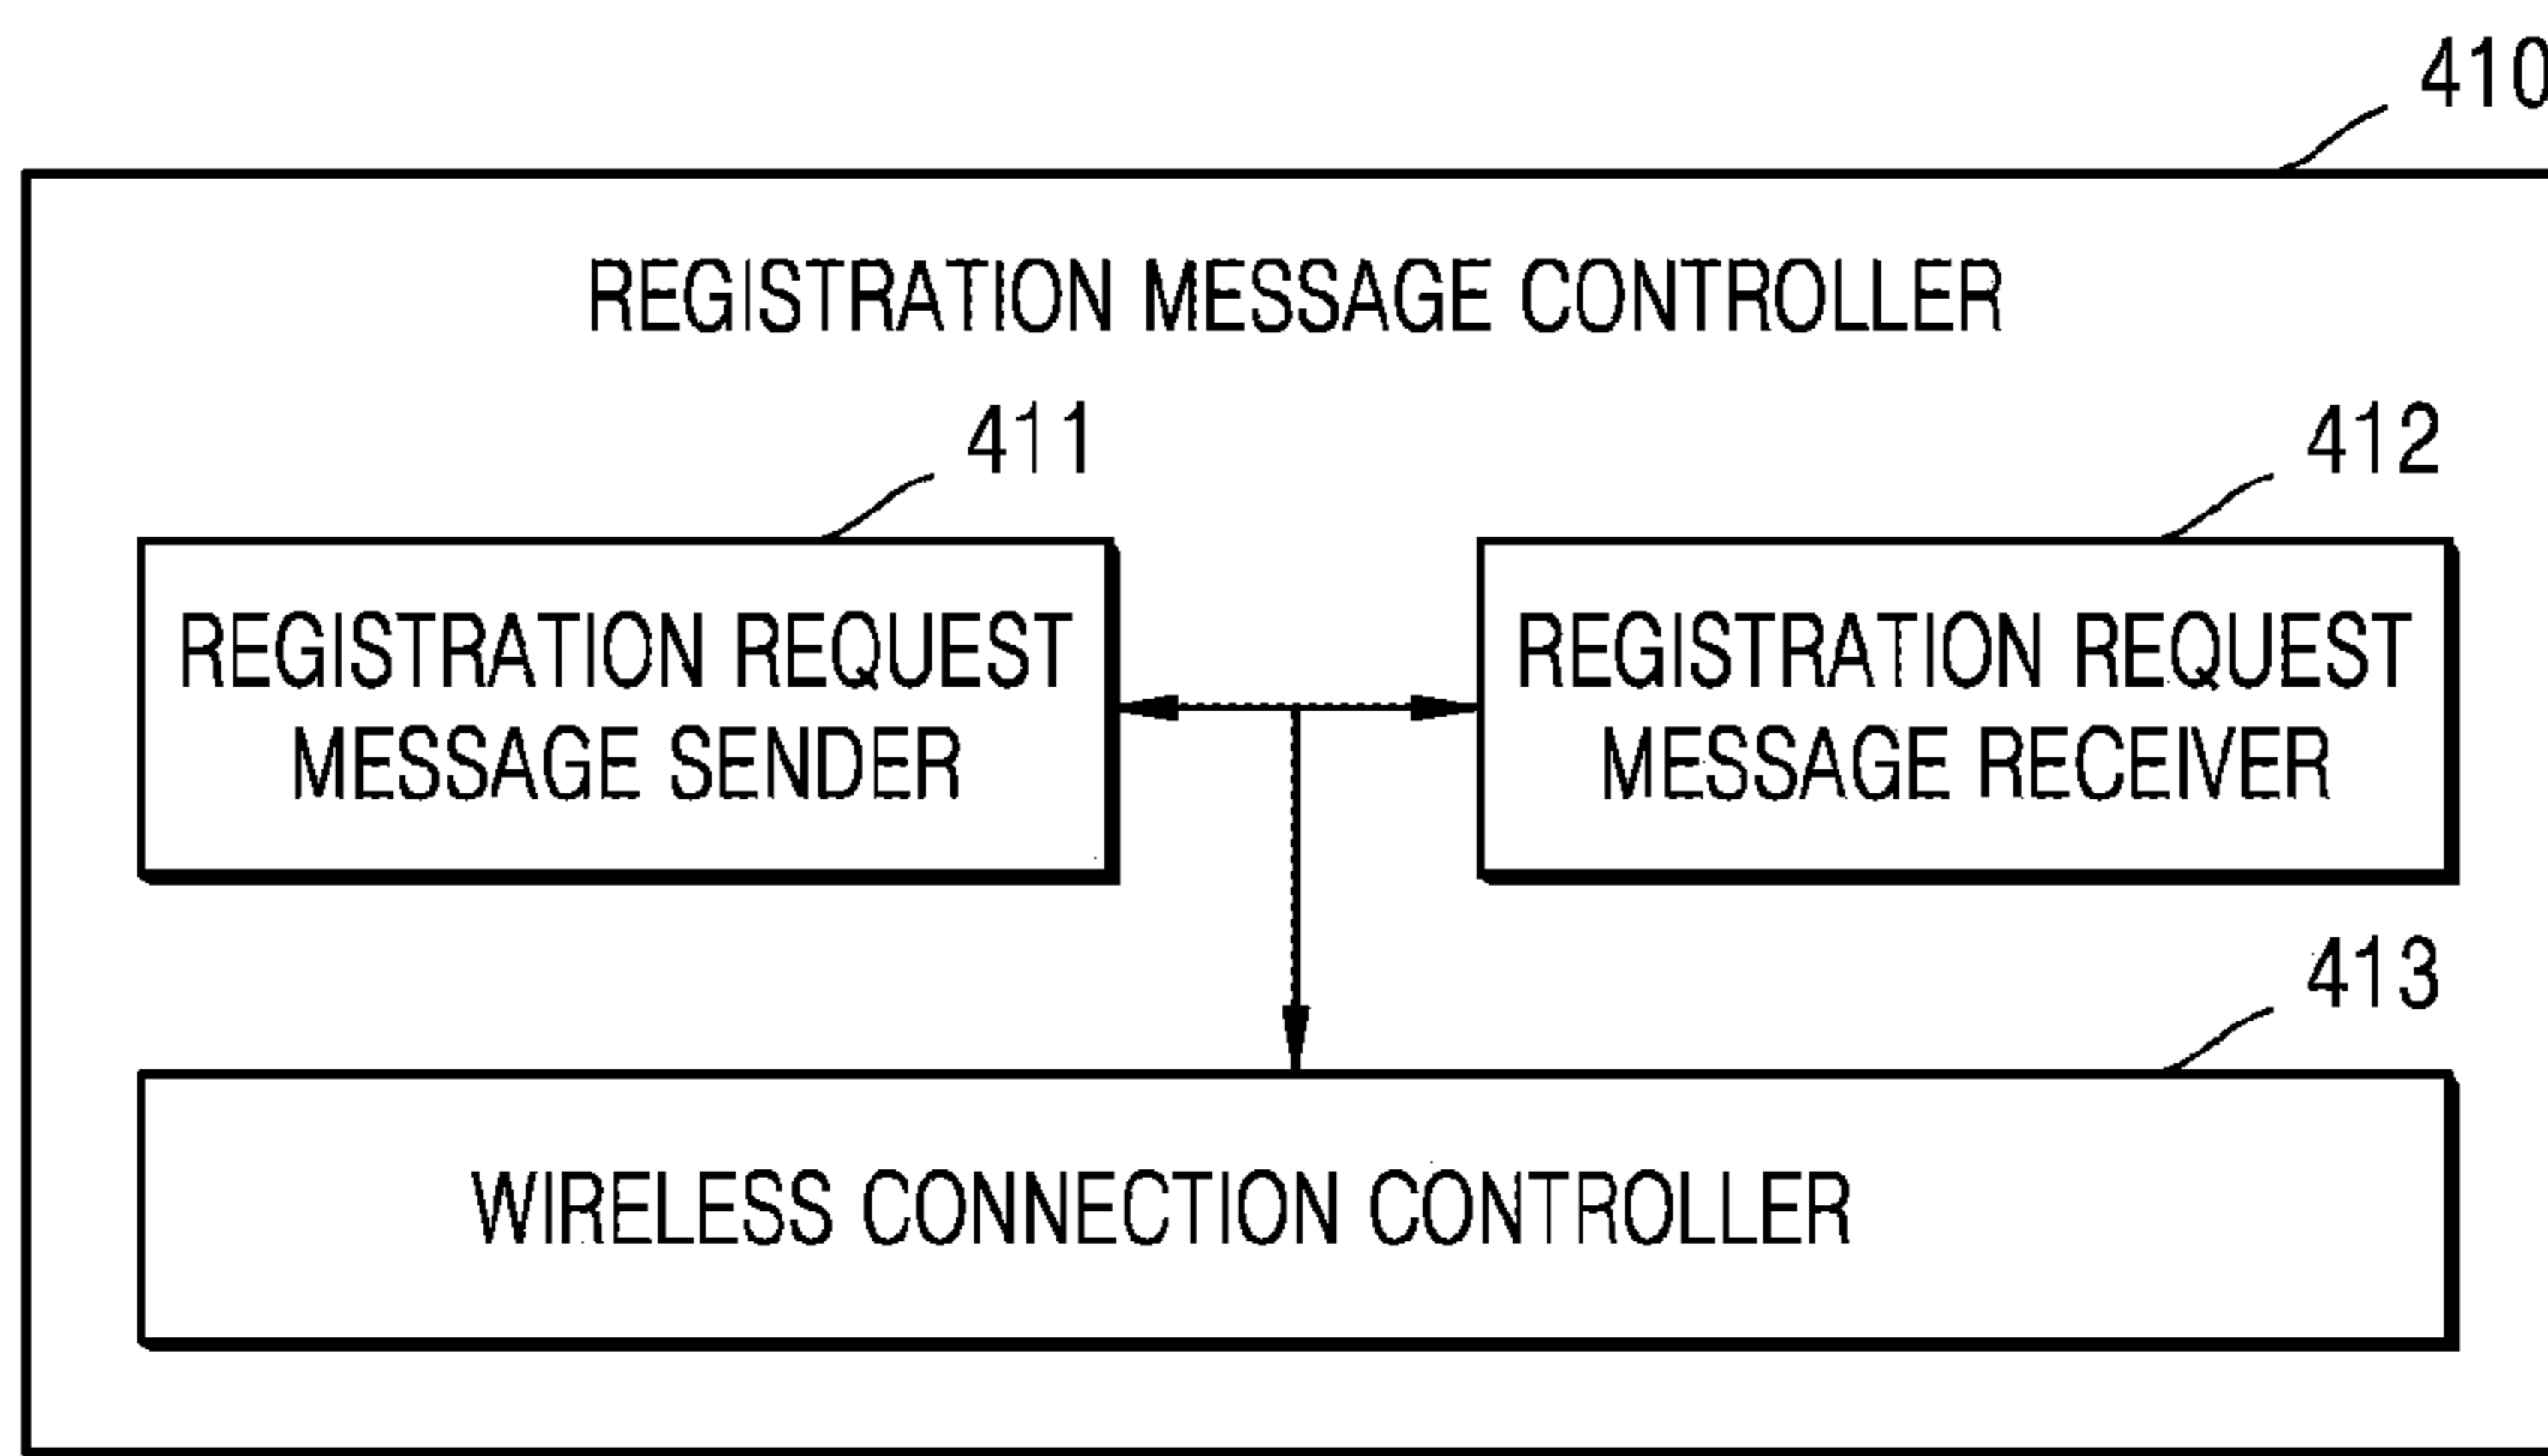 410
REGISTRATION MESSAGE CONTROLLER
411
412
REGISTRATION REQUEST
MESSAGE SENDER
REGISTRATION REQUEST
MESSAGE RECEIVER
413
WIRELESS CONNECTION CONTROLLER